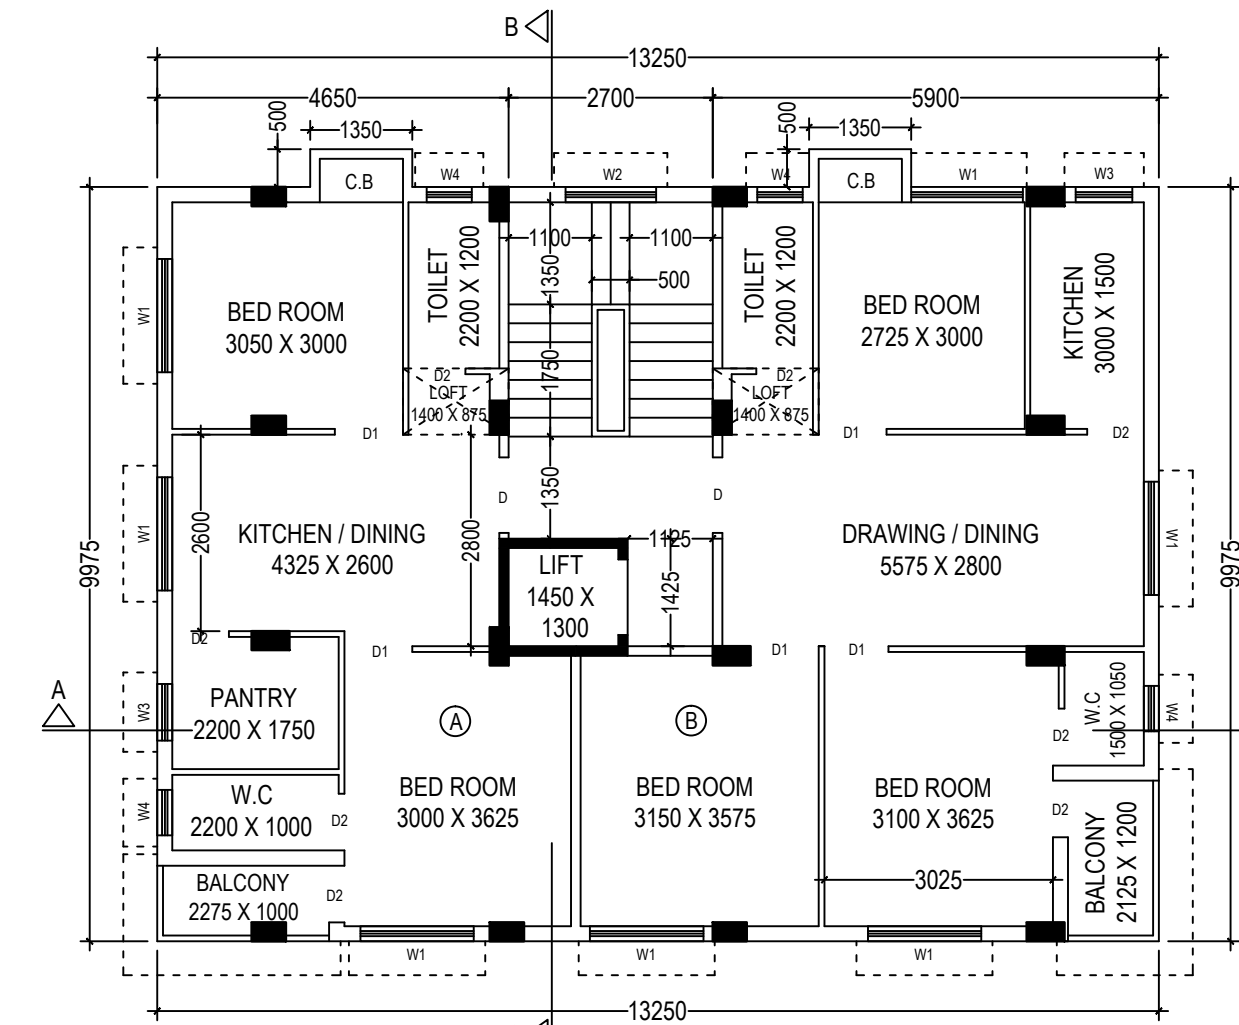 B
13250
4650
2700
5900
500
1350
500
1350
C.B
W4
W2
W4
C.B
W1
W3
1100
1100
1350
500
TOILET
2200 X 1200
TOILET
2200 X 1200
KITCHEN
3000 X 1500
W1
BED ROOM
3050 X 3000
BED ROOM
2725 X 3000
1750
D2
LOFT
1400 X 875
D2
LOFT
1400 X 875
D1
D1
D2
1350
D
D
W1
2600
KITCHEN / DINING
4325 X 2600
2800
1125
DRAWING / DINING
5575 X 2800
W1
9975
9975
LIFT
1450 X
1300
1425
D2
D1
D1
D1
A
W3
PANTRY
2200 X 1750
A
B
W.C
1500 X 1050
W4
D2
W4
W.C
2200 X 1000
D2
BED ROOM
3000 X 3625
BED ROOM
3150 X 3575
BED ROOM
3100 X 3625
D2
BALCONY
2125 X 1200
BALCONY
2275 X 1000
D2
3025
W1
W1
W1
13250